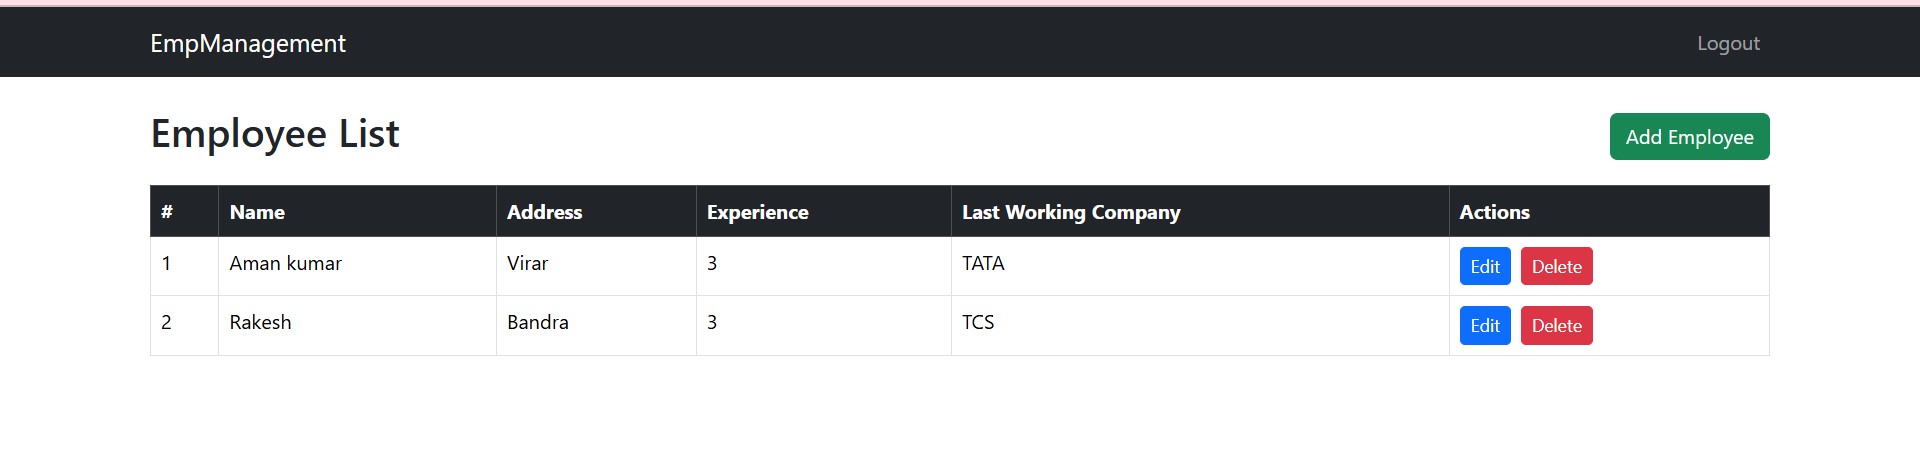 EmpManagement Logout
Employee List Add Employee
# Name Address Experience Last Working Company Actions
1 Aman kumar Virar 3 TATA Edit Delete
2 Rakesh Bandra 3 TCS Edit Delete